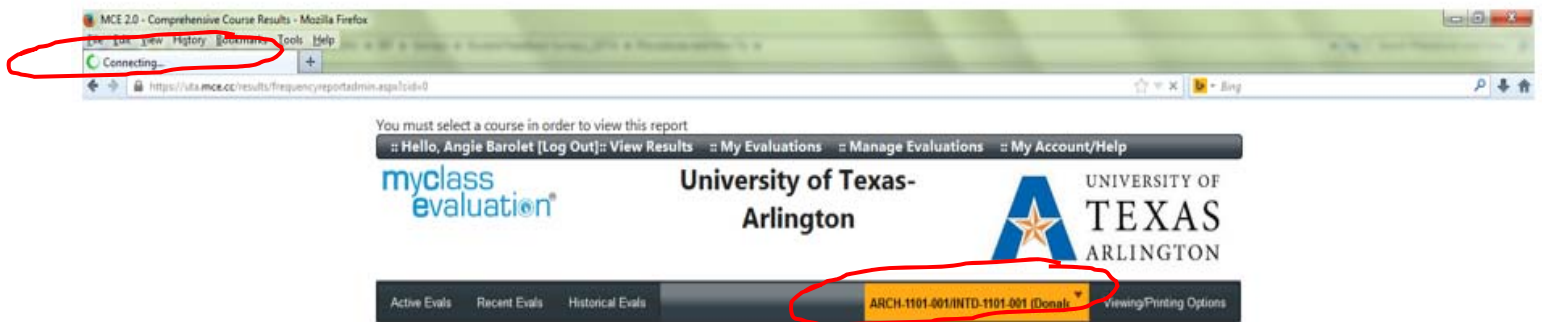 MCE 2.0 - Comprehensive Course Results - Mozilla Firefox
File Edit View History Bookmarks Tools Help
Connecting...
+
https://uta.mce.cc/results/frequencyreportadmin.aspx?cid=0
Bing
You must select a course in order to view this report
:: Hello, Angie Barolet [Log Out]:: View Results :: My Evaluations :: Manage Evaluations :: My Account/Help
myclass
evaluation
University of Texas-
Arlington
UNIVERSITY OF
TEXAS
ARLINGTON
Active Evals Recent Evals Historical Evals ARCH-1101-001/INTD-1101-001 (Donald Viewing/Printing Options